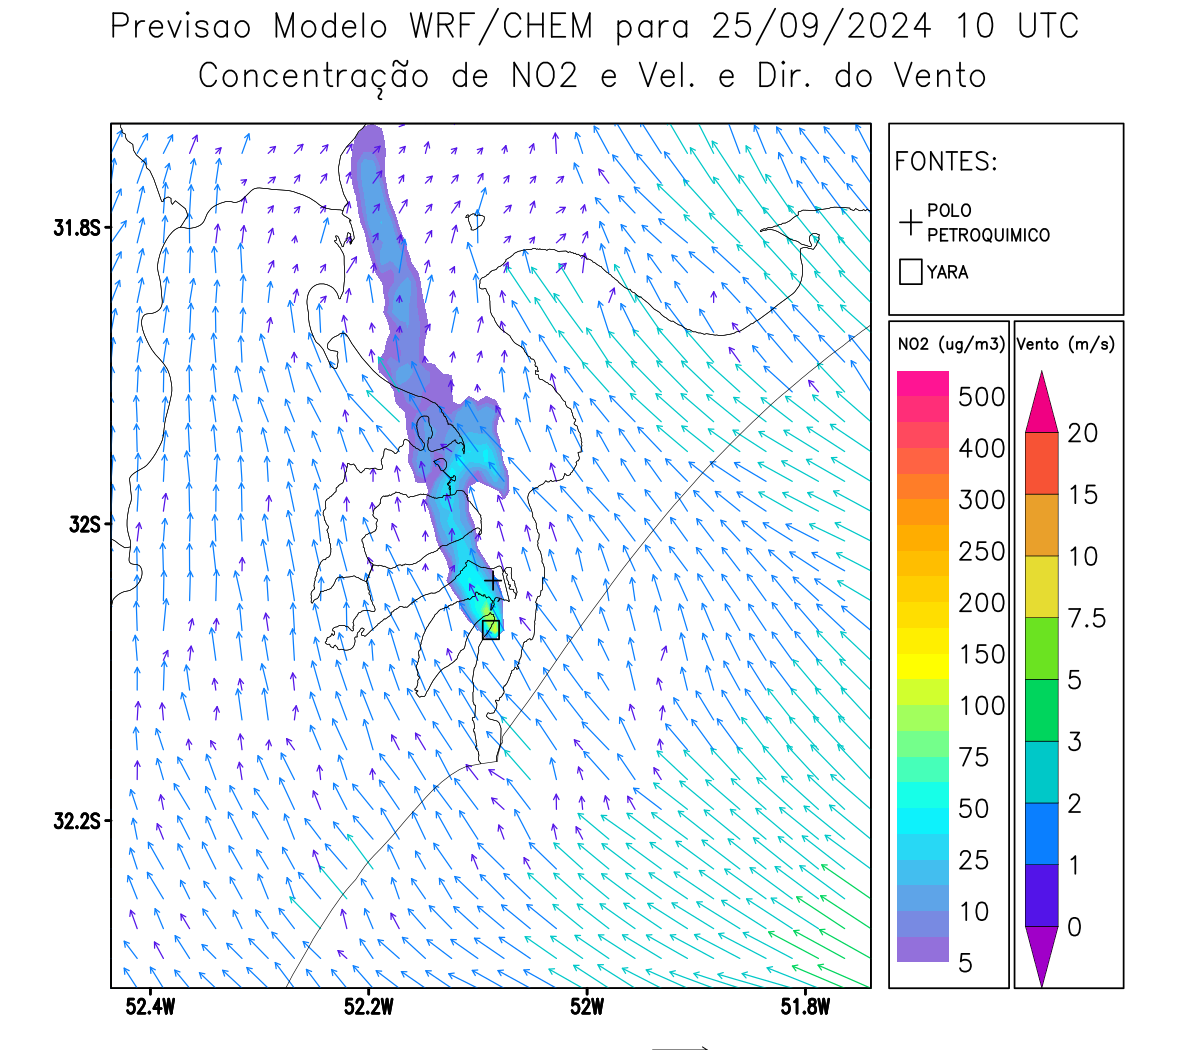 Previsao Modelo WRF/CHEM para 25/09/2024 10 UTC
Concentração de NO2 e Vel. e Dir. do Vento
FONTES:
POLO
PETROQUIMICO
YARA
NO2 (ug/m3)
500
400
300
250
200
150
100
75
50
25
10
5
Vento (m/s)
20
15
10
7.5
5
3
2
1
0
31.8S
32S
32.2S
52.4W
52.2W
52W
51.8W